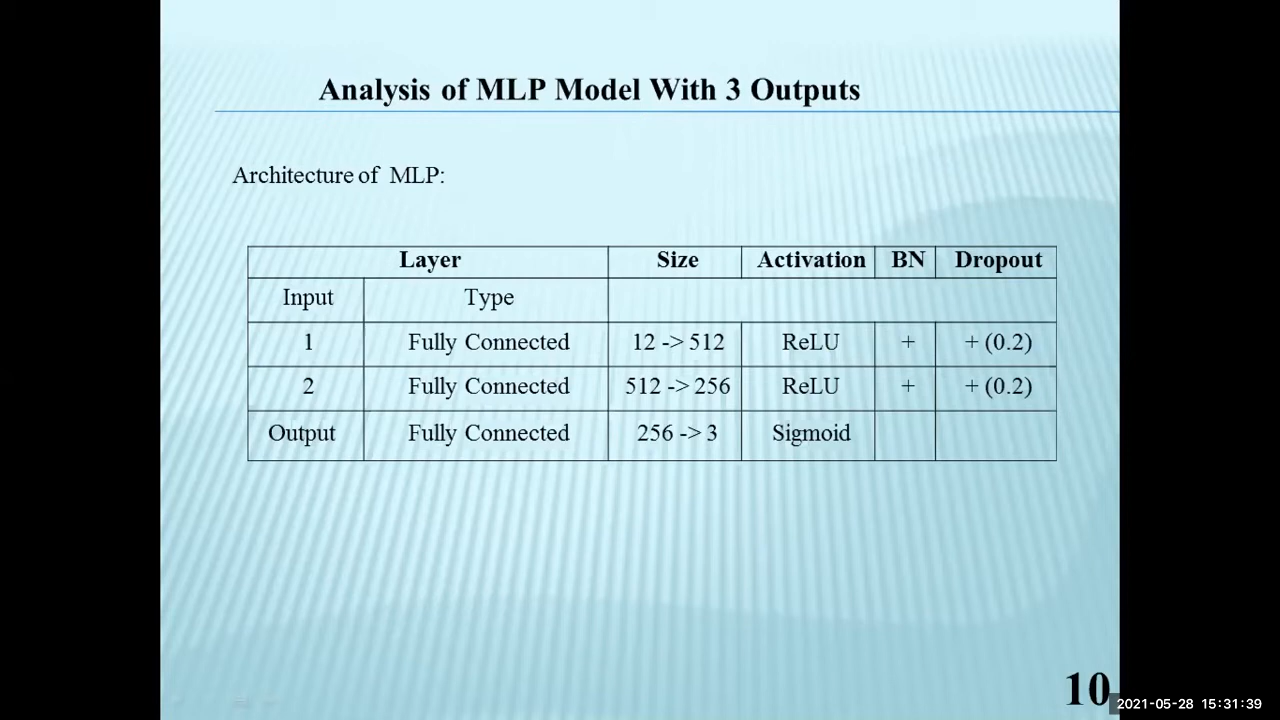 Analysis of MLP Model With 3 Outputs
Architecture of MLP:
Layer Size Activation BN Dropout
Input Type
1 Fully Connected 12 -> 512 ReLU + + (0.2)
2 Fully Connected 512 -> 256 ReLU + + (0.2)
Output Fully Connected 256 -> 3 Sigmoid
10
2021-05-28 15:31:39